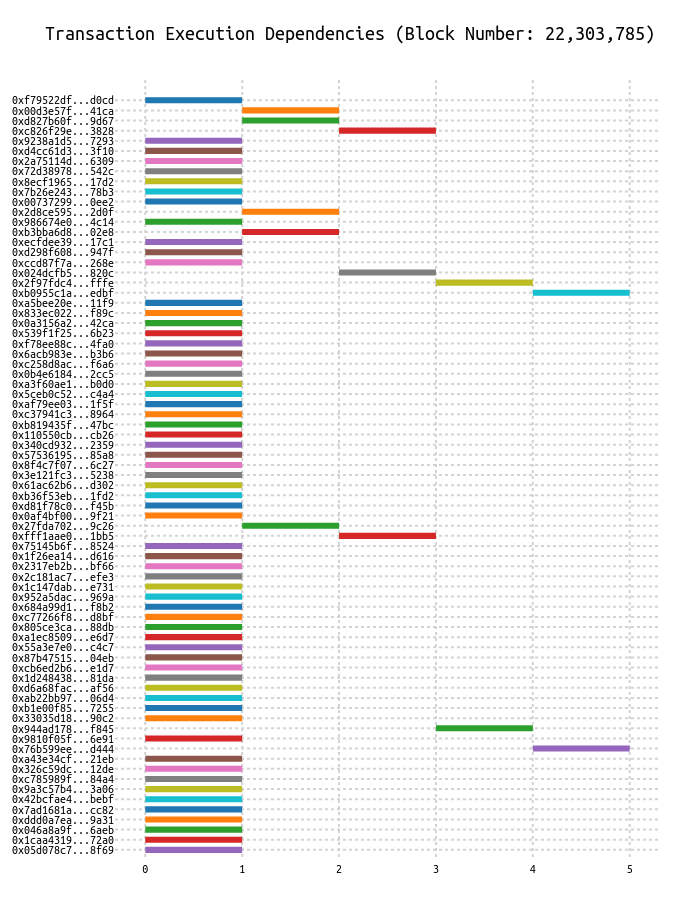 Transaction Execution Dependencies (Block Number: 22,303,785)
0xf79522df...d0cd
0x00d3e57f...41ca
0xd827b60f...9d67
0xc826f29e...3828
0x9238a1d5...7293
0xd4cc61d3...3f10
0x2a75114d...6309
0x72d38978...542c
0x8ecf1965...17d2
0x7b26e243...78b3
0x00737299...0ee2
0x2d8ce595...2d0f
0x986674e0...4c14
0xb3bba6d8...02e8
0xecfdee39...17c1
0xd298f608...947f
0xccd87f7a...268e
0x024dcfb5...820c
0x2f97fdc4...fffe
0xb0955c1a...edbf
0xa5bee20e...11f9
0x833ec022...f89c
0x0a3156a2...42ca
0x539f1f25...6b23
0xf78ee88c...4fa0
0x6acb983e...b3b6
0xc258d8ac...f6a6
0x0b4e6184...2cc5
0xa3f60ae1...b0d0
0x5ceb0c52...c4a4
0xaf79ee03...1f5f
0xc37941c3...8964
0xb819435f...47bc
0x110550cb...cb26
0x340cd932...2359
0x57536195...85a8
0x8f4c7f07...6c27
0x3e121fc3...5238
0x61ac62b6...d302
0xb36f53eb...1fd2
0xd81f78c0...f45b
0x0af4bf00...9f21
0x27fda702...9c26
0xfff1aae0...1bb5
0x75145b6f...8524
0x1f26ea14...d616
0x2317eb2b...bf66
0x2c181ac7...efe3
0x1c147dab...e731
0x952a5dac...969a
0x684a99d1...f8b2
0xc77266f8...d8bf
0x805ce3ca...88db
0xa1ec8509...e6d7
0x55a3e7e0...c4c7
0x87b47515...04eb
0xcb6ed2b6...e1d7
0x1d248438...81da
0xd6a68fac...af56
0xab22bb97...06d4
0xb1e00f85...7255
0x33035d18...90c2
0x944ad178...f845
0x9810f05f...6e91
0x76b599ee...d444
0xa43e34cf...21eb
0x326c59dc...12de
0xc785989f...84a4
0x9a3c57b4...3a06
0x42bcfae4...bebf
0x7ad1681a...cc82
0xddd0a7ea...9a31
0x046a8a9f...6aeb
0x1caa4319...72a0
0x05d078c7...8f69
0 1 2 3 4 5